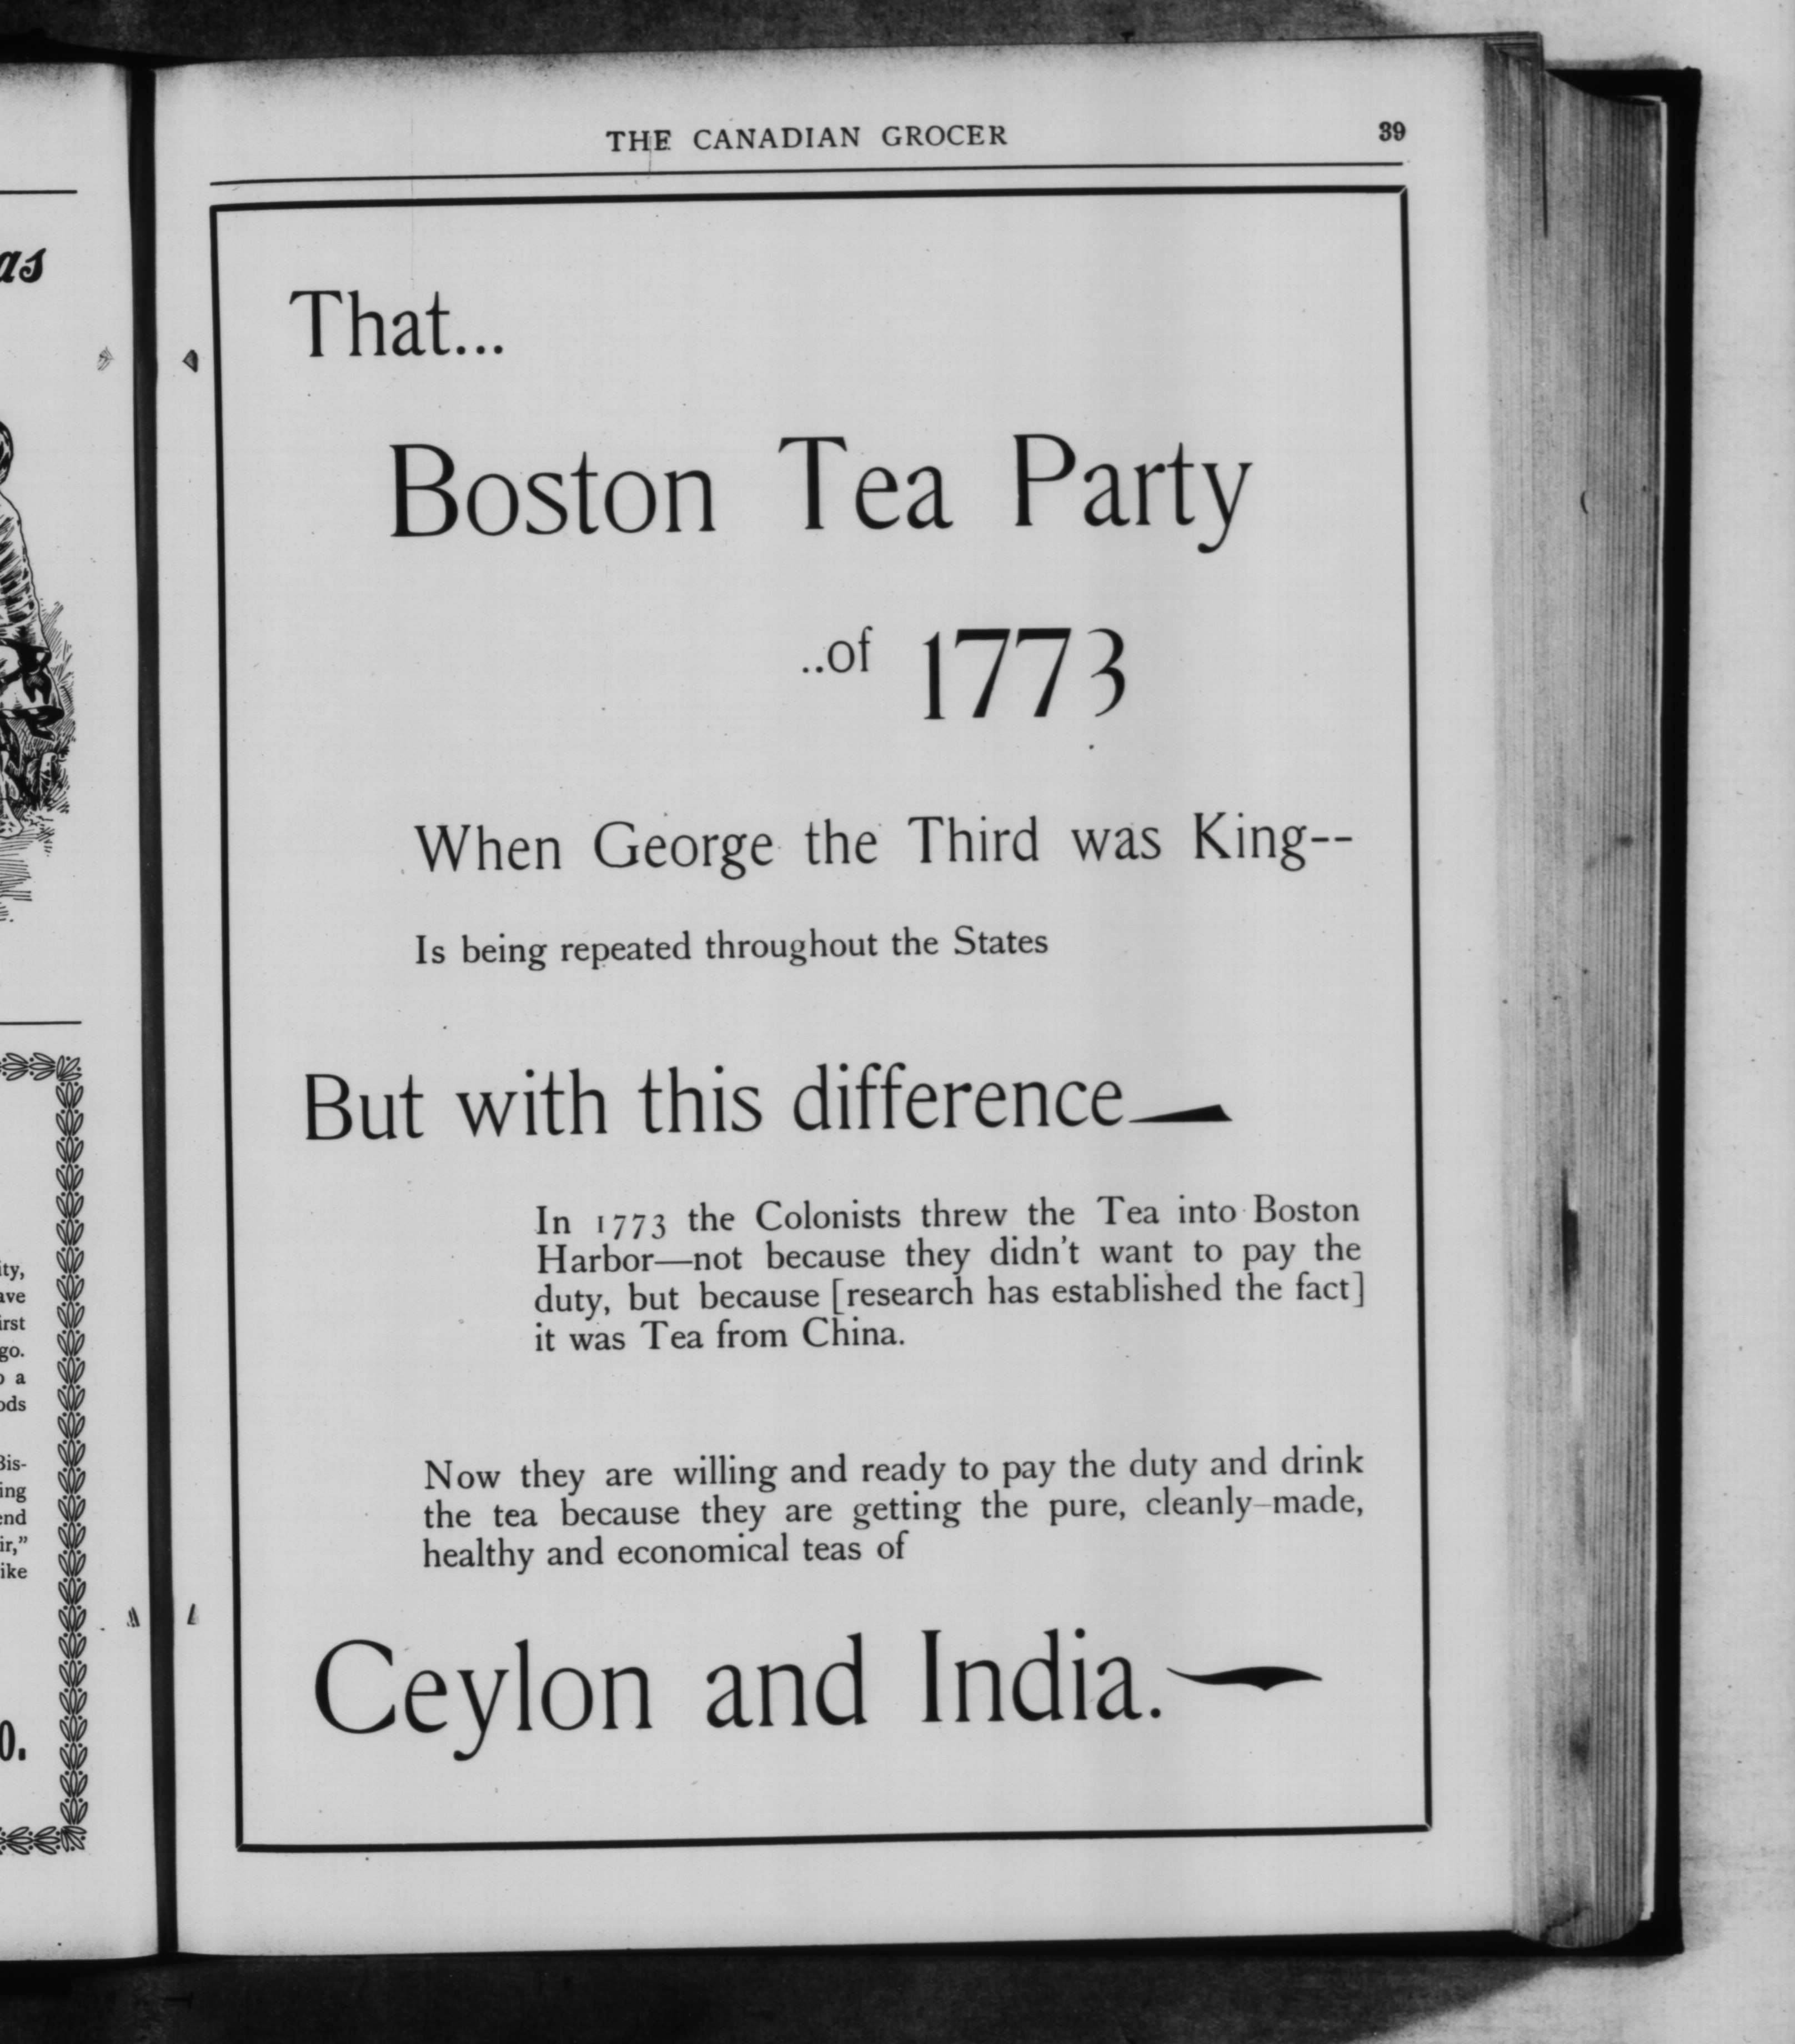 THE CANADIAN GROCER 39
That...
Boston Tea Party
..of 1773
When George the Third was King--
Is being repeated throughout the States
But with this difference
In 1773 the Colonists threw the Tea into Boston
Harbor—not because they didn't want to pay the
duty, but because [research has established the fact]
it was Tea from China.
Now they are willing and ready to pay the duty and drink
the tea because they are getting the pure, cleanly-made,
healthy and economical teas of
Ceylon and India.